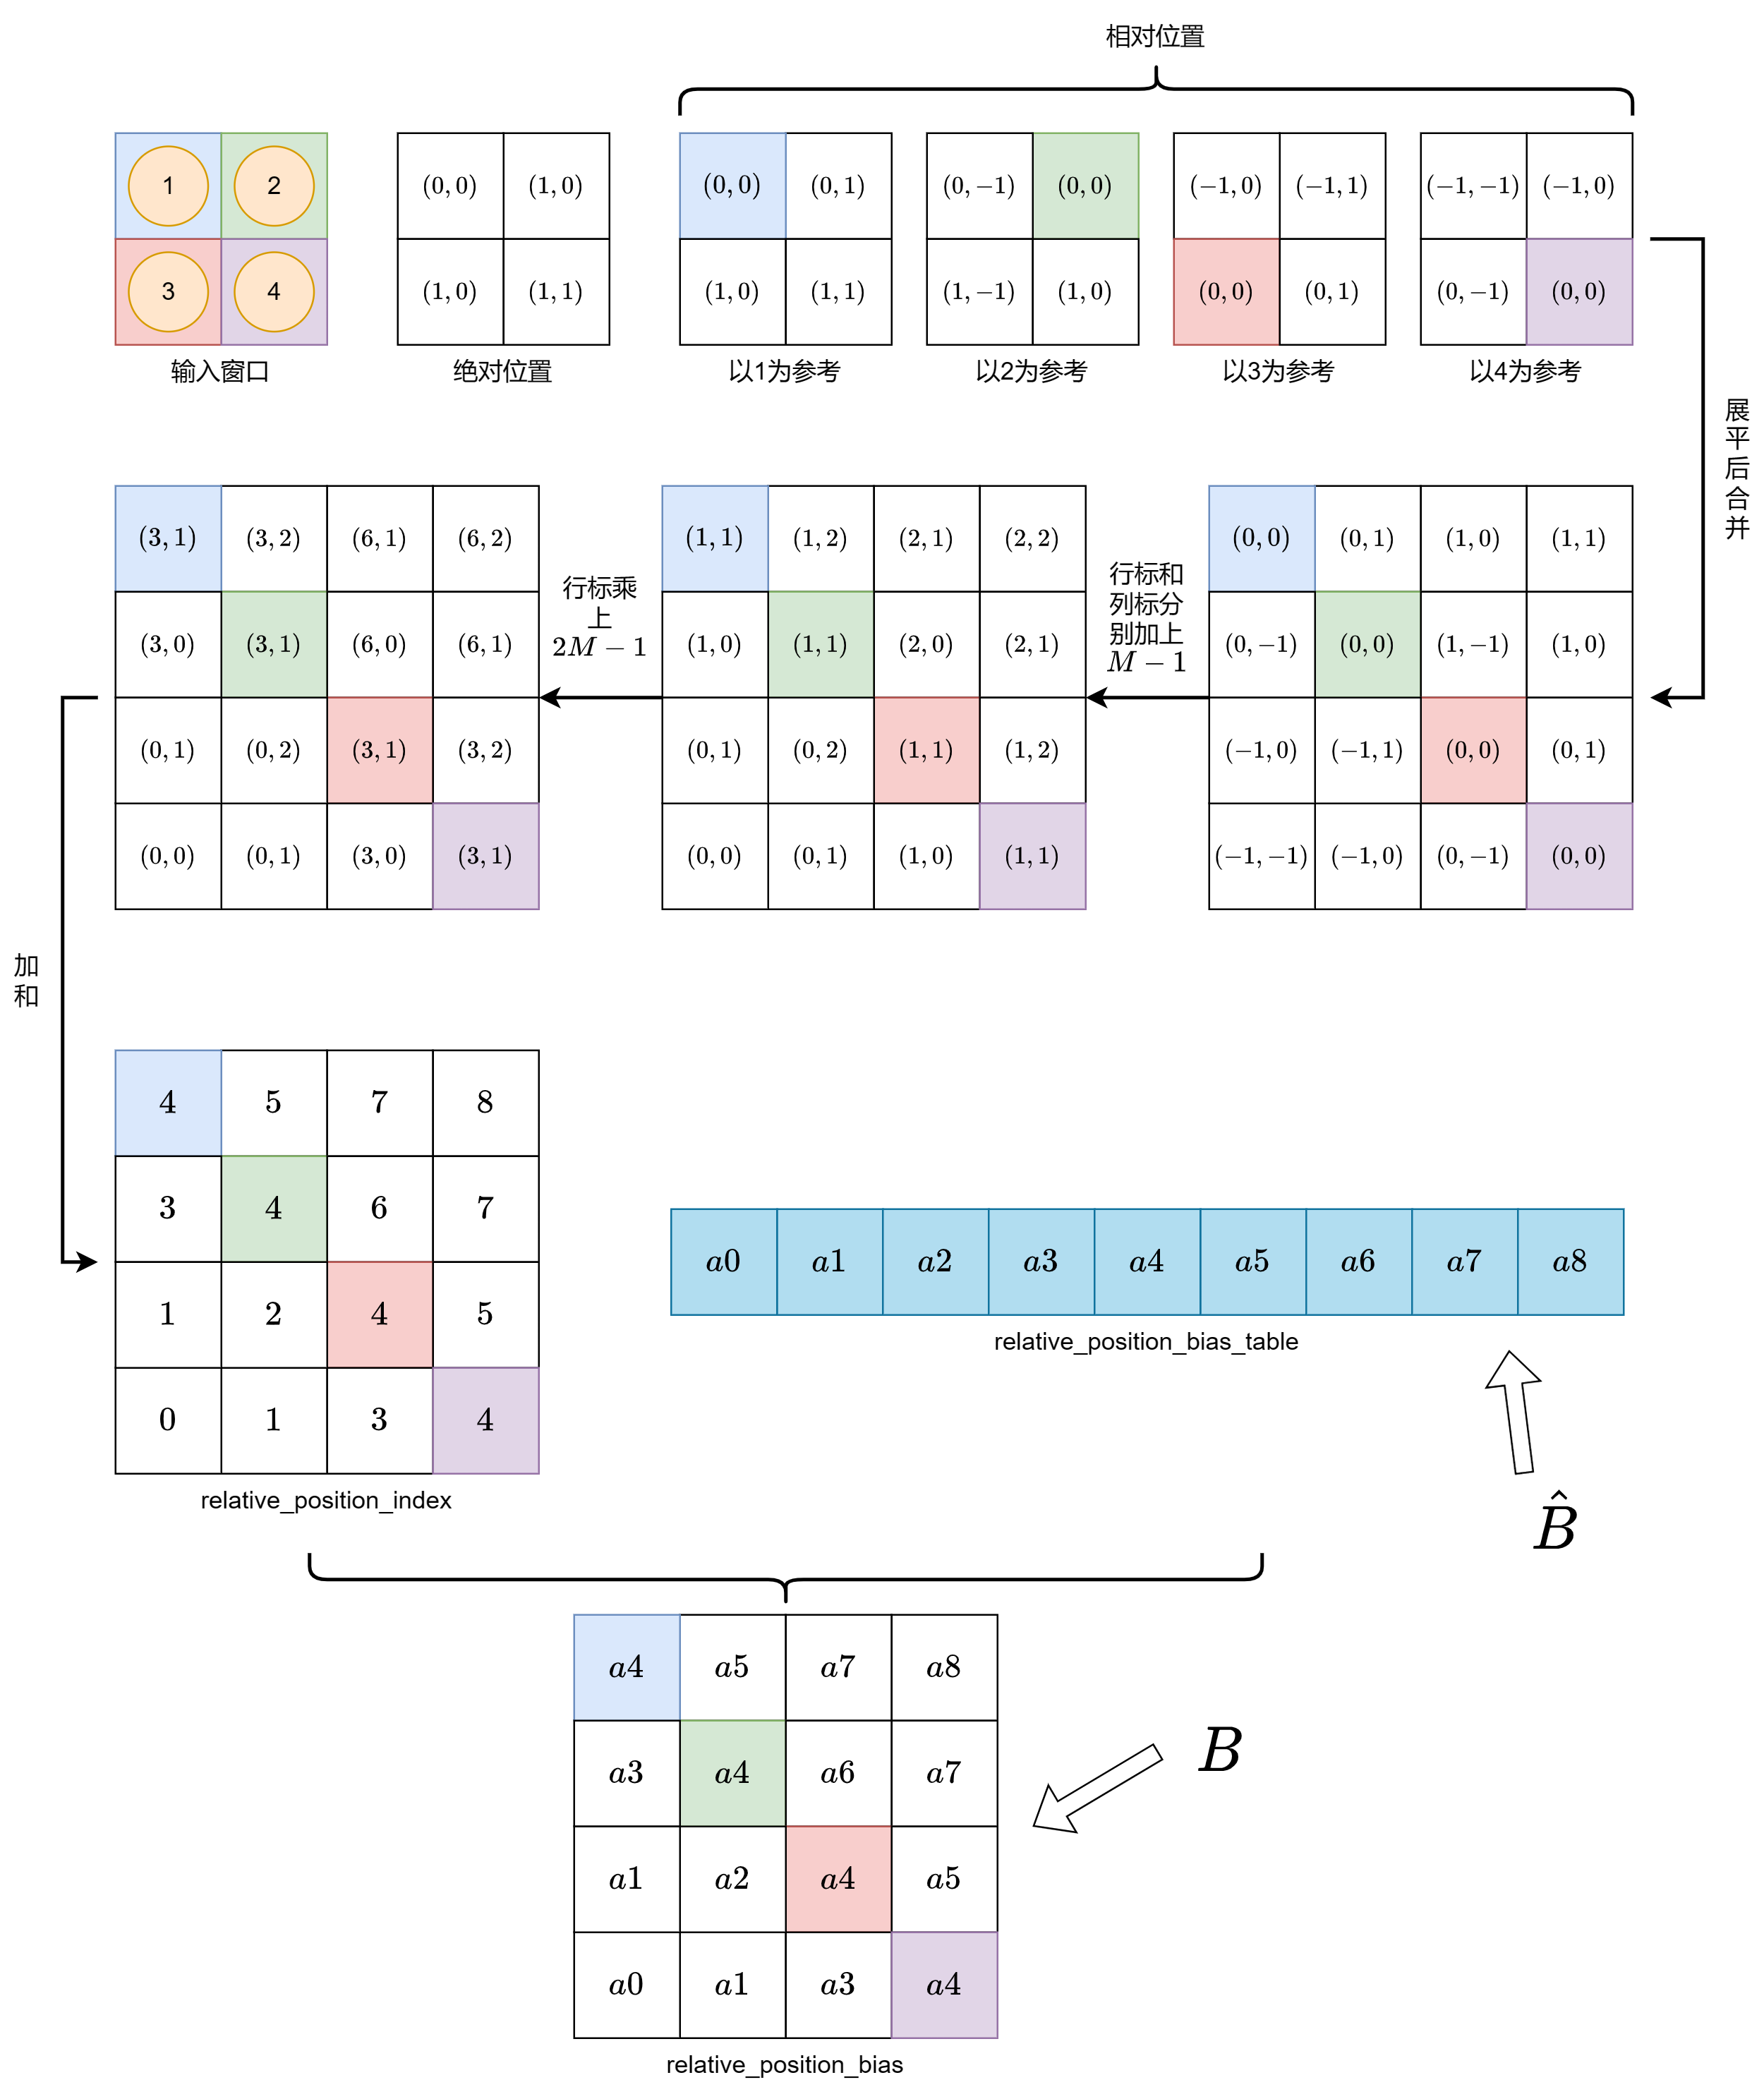 相对位置
1 2
3 4
输入窗口
(0, 0) (1, 0)
(1, 0) (1, 1)
绝对位置
(0, 0) (0, 1)
(1, 0) (1, 1)
以1为参考
(0, −1) (0, 0)
(1, −1) (1, 0)
以2为参考
(−1, 0) (−1, 1)
(0, 0) (0, 1)
以3为参考
(−1, −1) (−1, 0)
(0, −1) (0, 0)
以4为参考
展
平
后
合
并
(0, 0) (0, 1) (1, 0) (1, 1)
(0, −1) (0, 0) (1, −1) (1, 0)
(−1, 0) (−1, 1) (0, 0) (0, 1)
(−1, −1) (−1, 0) (0, −1) (0, 0)
行标和
列标分
别加上
M − 1
(1, 1) (1, 2) (2, 1) (2, 2)
(1, 0) (1, 1) (2, 0) (2, 1)
(0, 1) (0, 2) (1, 1) (1, 2)
(0, 0) (0, 1) (1, 0) (1, 1)
行标乘
上
2M − 1
(3, 1) (3, 2) (6, 1) (6, 2)
(3, 0) (3, 1) (6, 0) (6, 1)
(0, 1) (0, 2) (3, 1) (3, 2)
(0, 0) (0, 1) (3, 0) (3, 1)
加
和
4 5 7 8
3 4 6 7
1 2 4 5
0 1 3 4
relative_position_index
a0 a1 a2 a3 a4 a5 a6 a7 a8
relative_position_bias_table
B̂
a4 a5 a7 a8
a3 a4 a6 a7
a1 a2 a4 a5
a0 a1 a3 a4
B
relative_position_bias